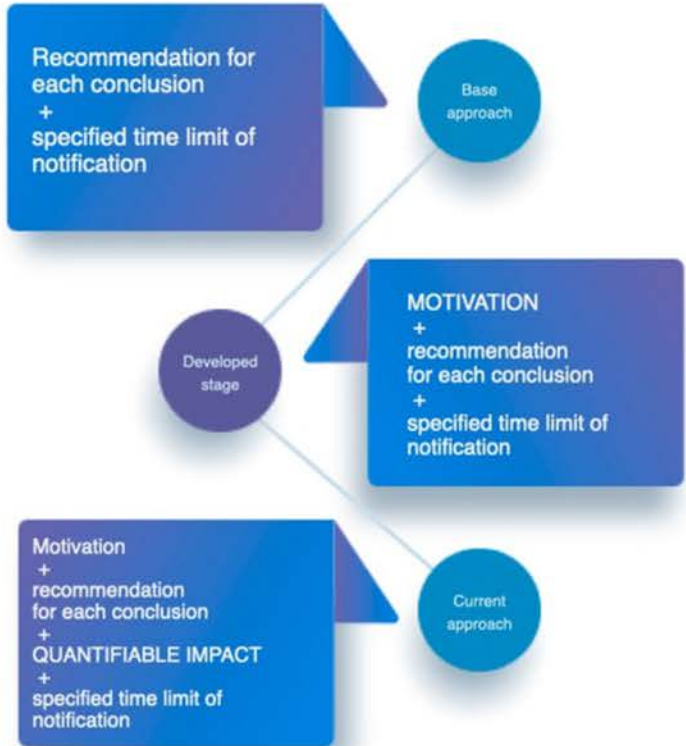 Recommendation for
each conclusion
+
specified time limit of
notification
Base
approach
MOTIVATION
+
recommendation
for each conclusion
+
specified time limit of
notification
Developed
stage
Motivation
+
recommendation
for each conclusion
+
QUANTIFIABLE IMPACT
+
specified time limit of
notification
Current
approach